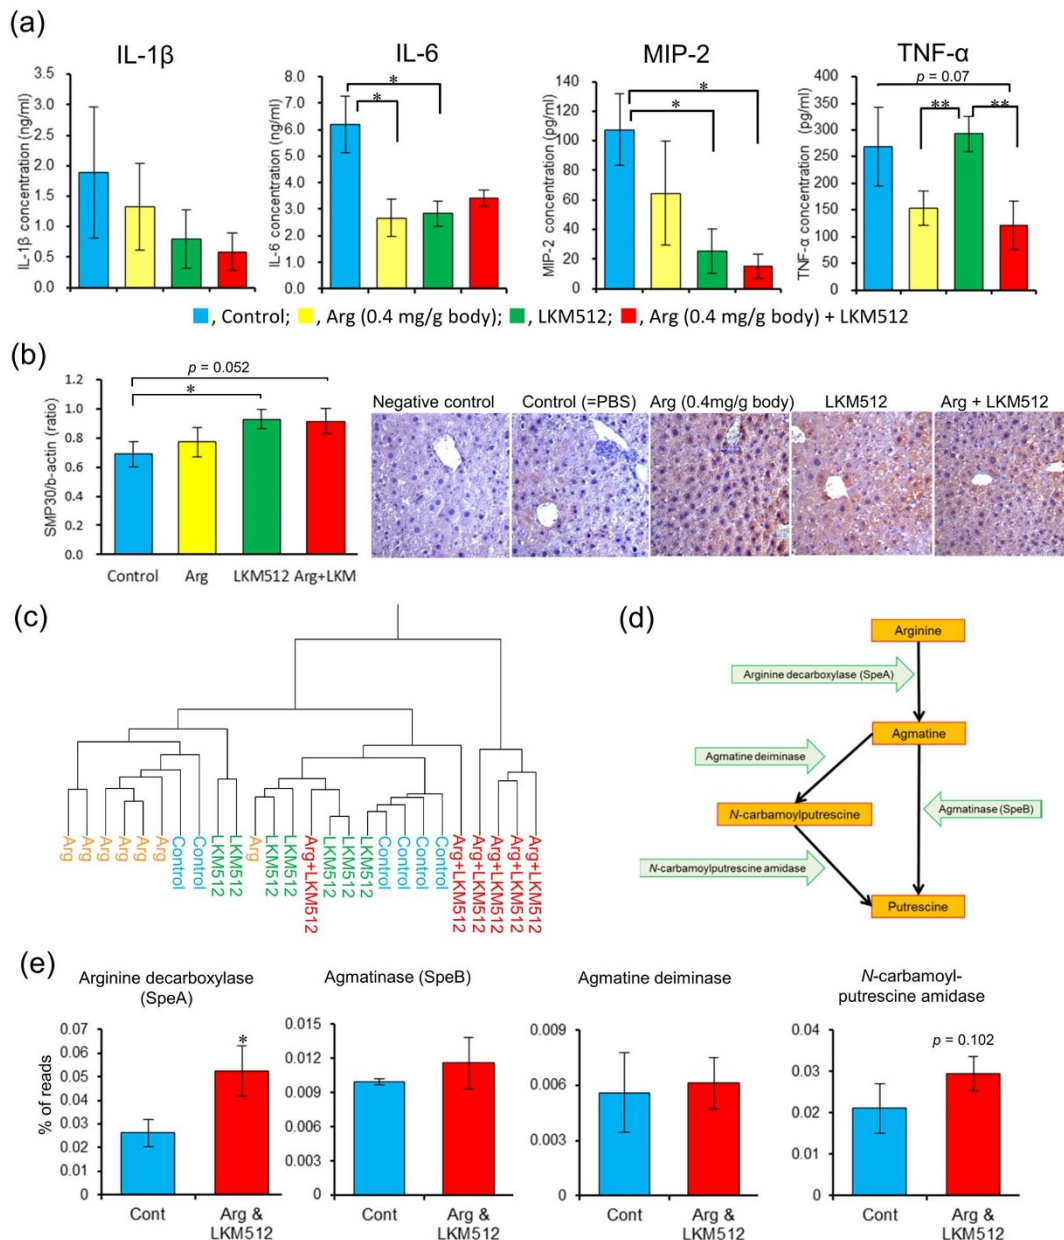 (a)
IL-1β
IL-6
MIP-2
TNF-α
IL-1β concentration (ng/ml)
3.5
3.0
2.5
2.0
1.5
1.0
0.5
0.0
IL-6 concentration (ng/ml)
8.0
7.0
6.0
5.0
4.0
3.0
2.0
1.0
0.0
*
*
MIP-2 concentration (pg/ml)
140
120
100
80
60
40
20
0
*
*
TNF-α concentration (pg/ml)
400
350
300
250
200
150
100
50
0
p = 0.07
**
**
, Control; , Arg (0.4 mg/g body); , LKM512; , Arg (0.4 mg/g body) + LKM512
(b)
SMP30/b-actin (ratio)
1.2
1.0
0.8
0.6
0.4
0.2
0.0
p = 0.052
*
Control Arg LKM512 Arg+LKM
Negative control
Control (=PBS)
Arg (0.4mg/g body)
LKM512
Arg + LKM512
(c)
Arg
Arg
Arg
Arg
Arg
Arg
Control
Control
LKM512
LKM512
Arg
LKM512
LKM512
Arg+LKM512
LKM512
LKM512
LKM512
Control
Control
Control
Control
Arg+LKM512
Arg+LKM512
Arg+LKM512
Arg+LKM512
Arg+LKM512
(d)
Arginine
Arginine decarboxylase (SpeA)
Agmatine
Agmatine deiminase
Agmatinase (SpeB)
N-carbamoylputrescine
N-carbamoylputrescine amidase
Putrescine
(e)
Arginine decarboxylase
(SpeA)
% of reads
0.07
0.06
0.05
0.04
0.03
0.02
0.01
0
*
Cont
Arg &
LKM512
Agmatinase (SpeB)
0.015
0.012
0.009
0.006
0.003
0
Cont
Arg &
LKM512
Agmatine deiminase
0.009
0.006
0.003
0
Cont
Arg &
LKM512
N-carbamoyl-
putrescine amidase
0.04
0.03
0.02
0.01
0
p = 0.102
Cont
Arg &
LKM512